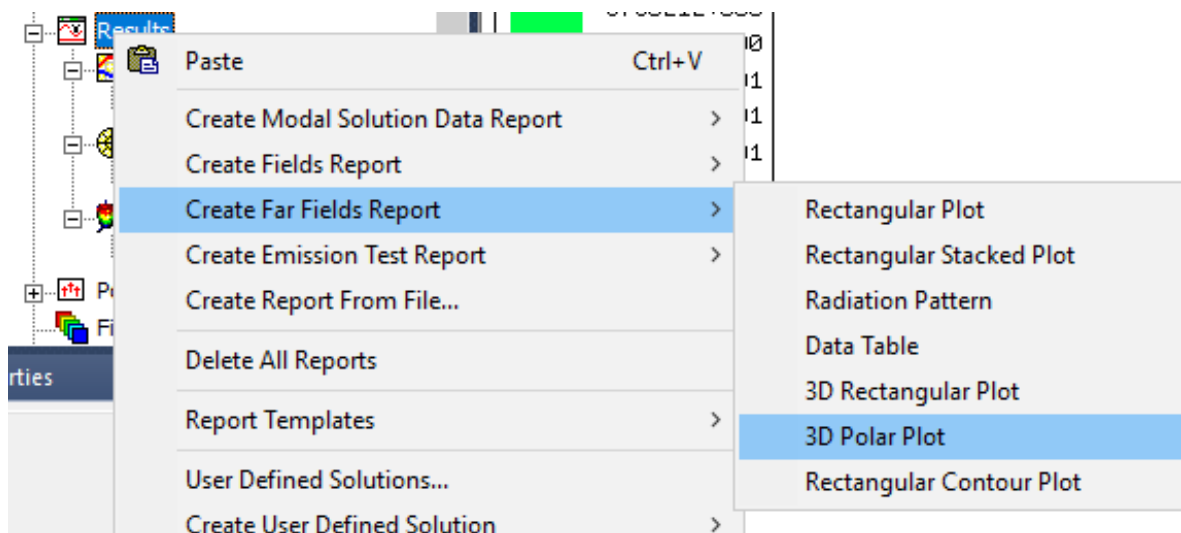 Results
Paste Ctrl+V
Create Modal Solution Data Report
Create Fields Report
Create Far Fields Report
Create Emission Test Report
Create Report From File...
Delete All Reports
Report Templates
User Defined Solutions...
Create User Defined Solution
Rectangular Plot
Rectangular Stacked Plot
Radiation Pattern
Data Table
3D Rectangular Plot
3D Polar Plot
Rectangular Contour Plot